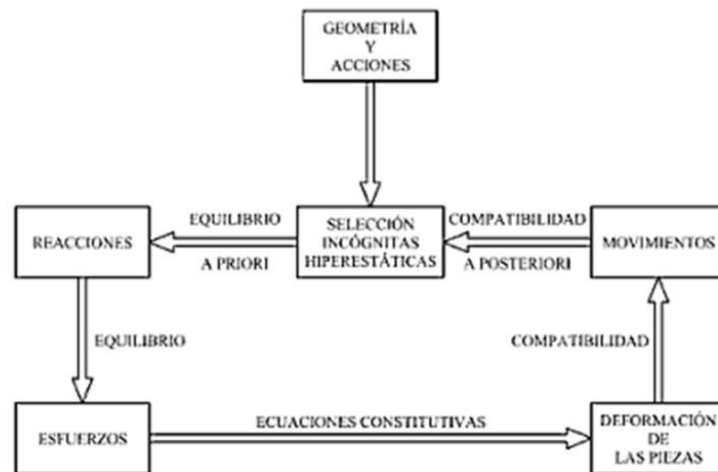 GEOMETRÍA
Y
ACCIONES
REACCIONES
EQUILIBRIO
A PRIORI
SELECCIÓN
INCÓGNITAS
HIPERESTÁTICAS
COMPATIBILIDAD
A POSTERIORI
MOVIMIENTOS
EQUILIBRIO
COMPATIBILIDAD
ESFUERZOS
ECUACIONES CONSTITUTIVAS
DEFORMACIÓN
DE
LAS PIEZAS